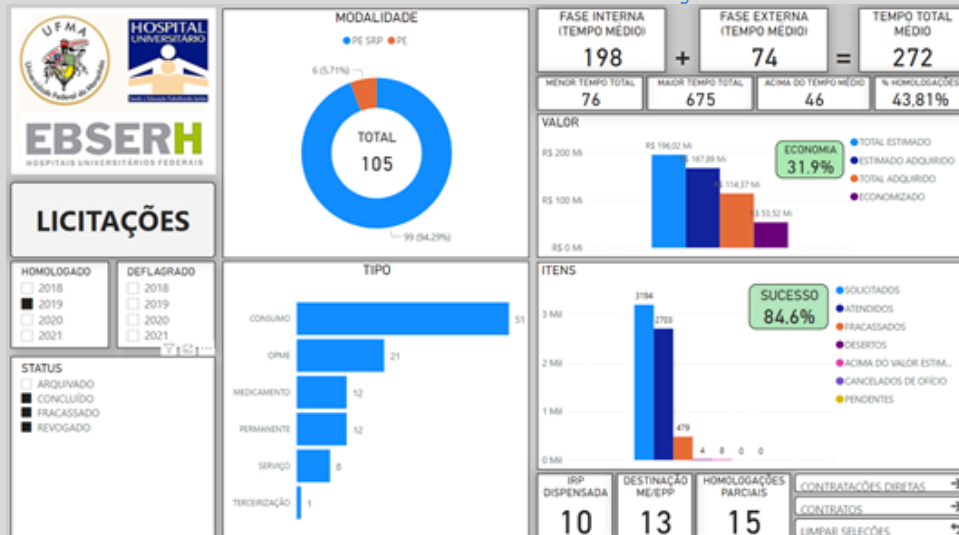 UFMA
Universidade Federal do Maranhão
HOSPITAL
UNIVERSITÁRIO
Saúde e Educação Trabalhando Juntas
EBSERH
HOSPITAIS UNIVERSITÁRIOS FEDERAIS
LICITAÇÕES
HOMOLOGADO
2018
2019
2020
2021
DEFLAGRADO
2018
2019
2020
2021
STATUS
ARQUIVADO
CONCLUÍDO
FRACASSADO
REVOGADO
MODALIDADE
PE SRP PE
6 (5,71%)
TOTAL
105
99 (94,29%)
TIPO
CONSUMO 51
OPME 21
MEDICAMENTO 12
PERMANENTE 12
SERVIÇO 8
TERCEIRIZAÇÃO 1
FASE INTERNA
(TEMPO MÉDIO)
198
+
FASE EXTERNA
(TEMPO MÉDIO)
74
=
TEMPO TOTAL
MÉDIO
272
MENOR TEMPO TOTAL
76
MAIOR TEMPO TOTAL
675
ACIMA DO TEMPO MÉDIO
46
% HOMOLOGAÇÕES
43,81%
VALOR
R$ 200 Mi
R$ 100 Mi
R$ 0 Mi
R$ 196,02 Mi
R$ 167,89 Mi
R$ 114,37 Mi
R$ 53,52 Mi
ECONOMIA
31.9%
TOTAL ESTIMADO
ESTIMADO ADQUIRIDO
TOTAL ADQUIRIDO
ECONOMIZADO
ITENS
3 Mil
2 Mil
1 Mil
0 Mil
3194
2703
479
4 8 0 0
SUCESSO
84,6%
SOLICITADOS
ATENDIDOS
FRACASSADOS
DESERTOS
ACIMA DO VALOR ESTIM...
CANCELADOS DE OFÍCIO
PENDENTES
IRP
DISPENSADA
10
DESTINAÇÃO
ME/EPP
13
HOMOLOGAÇÕES
PARCIAIS
15
CONTRATAÇÕES DIRETAS
CONTRATOS
LIMPAR SELEÇÕES